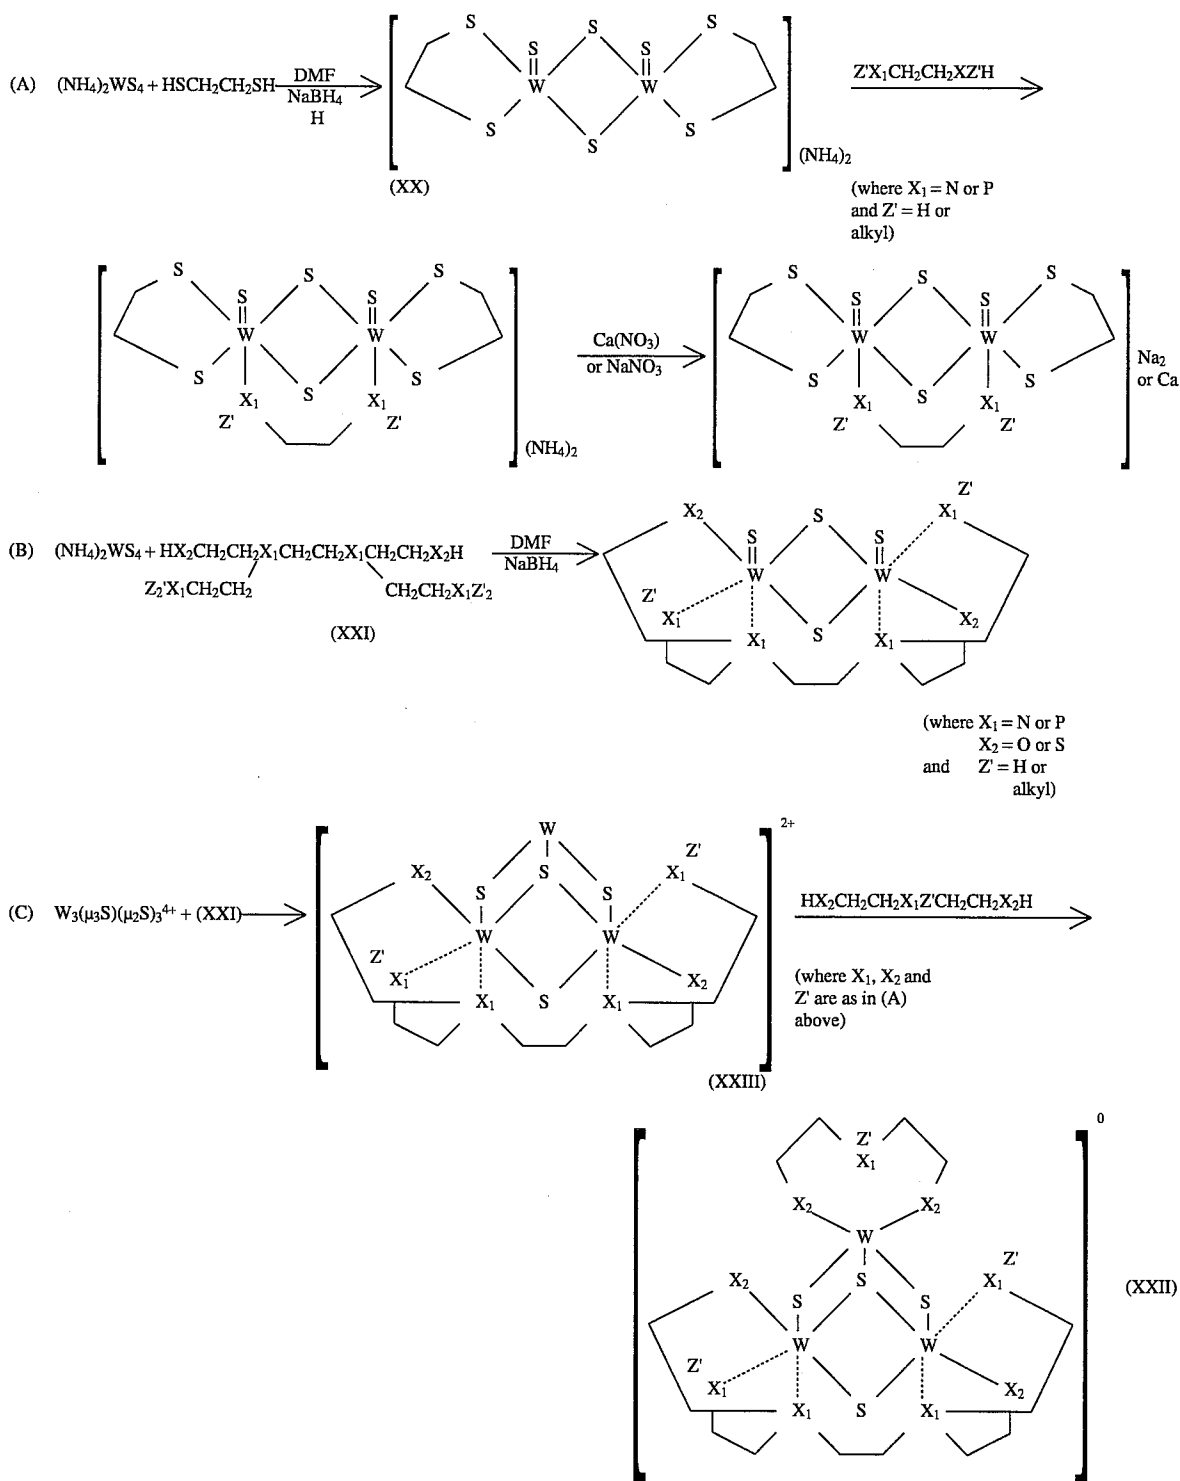 (A) (NH4)2WS4 + HSCH2CH2SH
DMF
NaBH4
H
S S S
S S
W W
S S S
(NH4)2
(XX)
Z'X1CH2CH2XZ'H
(where X1 = N or P
and Z' = H or
alkyl)
S S S
S S
W W
S S S
X1 X1
Z' Z'
(NH4)2
Ca(NO3)
or NaNO3
S S S
S S
W W
S S S
X1 X1
Z' Z'
Na2
or Ca
(B) (NH4)2WS4 + HX2CH2CH2X1CH2CH2X1CH2CH2X2H
Z2'X1CH2CH2 CH2CH2X1Z'2
(XXI)
DMF
NaBH4
Z'
X2 S X1
S S
W W
Z'
X1 S X2
X1 X1
(where X1 = N or P
X2 = O or S
and Z' = H or
alkyl)
(C) W3(μ3S)(μ2S)3 4+ + (XXI)
2+
W
Z'
X2 S X1
S S
W W
Z'
X1 S X2
X1 X1
(XXIII)
HX2CH2CH2X1Z'CH2CH2X2H
(where X1, X2 and
Z' are as in (A)
above)
0
Z'
X1
X2 X2
W
Z'
X2 S X1
S S
W W
Z'
X1 X2
X1 S X1
(XXII)